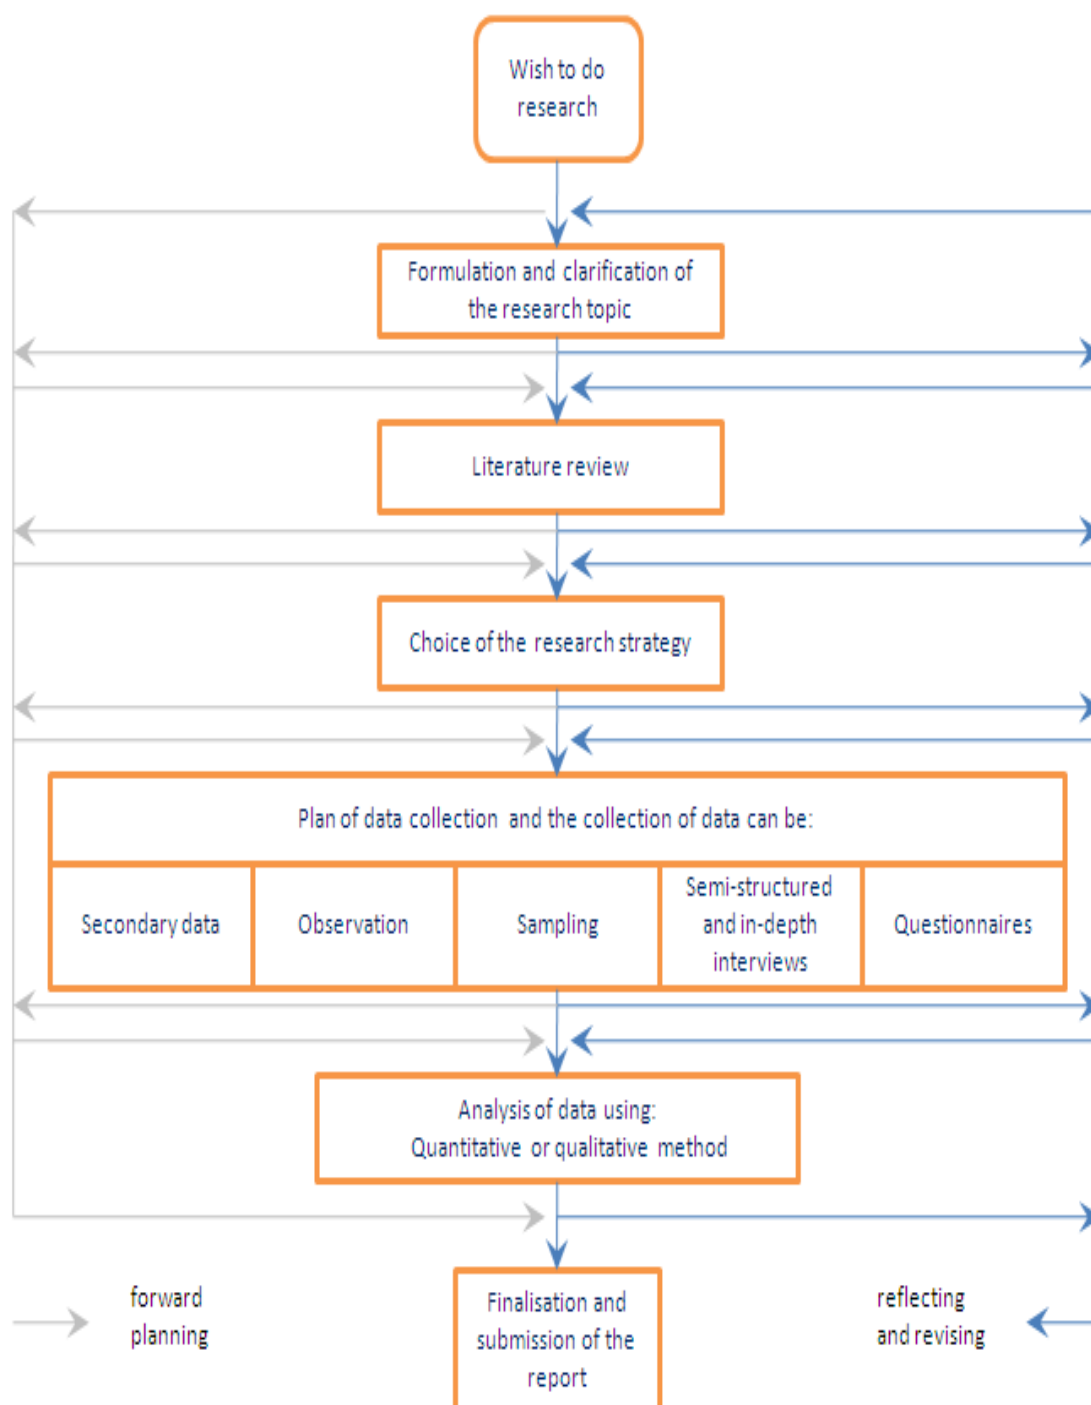 Wish to do
research
Formulation and clarification of
the research topic
Literature review
Choice of the research strategy
Plan of data collection and the collection of data can be:
Secondary data
Observation
Sampling
Semi-structured
and in-depth
interviews
Questionnaires
Analysis of data using:
Quantitative or qualitative method
forward
planning
Finalisation and
submission of the
report
reflecting
and revising